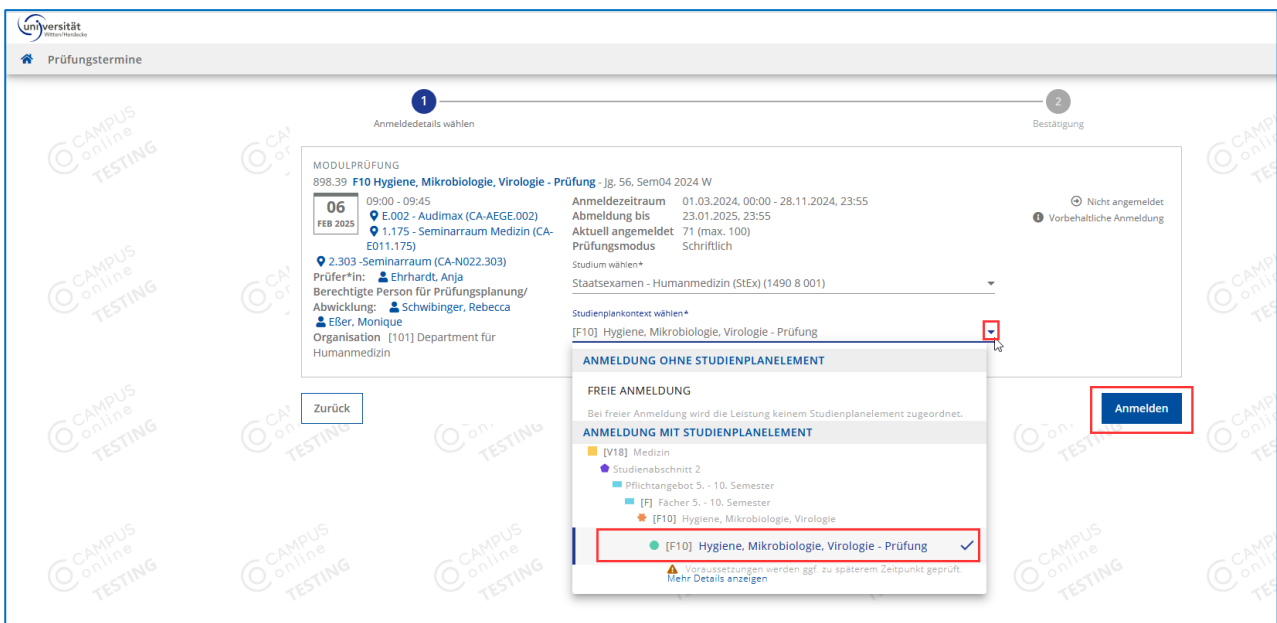 universität
Witten/Herdecke
Prüfungstermine
1
2
Anmeldedetails wählen
Bestätigung
MODULPRÜFUNG
898.39 F10 Hygiene, Mikrobiologie, Virologie - Prüfung - Jg. 56, Sem04 2024 W
06
FEB 2025
09:00 - 09:45
E.002 - Audimax (CA-AEGE.002)
1.175 - Seminarraum Medizin (CA-
E011.175)
2.303 -Seminarraum (CA-N022.303)
Prüfer*in: Ehrhardt, Anja
Berechtigte Person für Prüfungsplanung/
Abwicklung: Schwibinger, Rebecca
Eßer, Monique
Organisation [101] Department für
Humanmedizin
Anmeldezeitraum 01.03.2024, 00:00 - 28.11.2024, 23:55
Abmeldung bis 23.01.2025, 23:55
Aktuell angemeldet 71 (max. 100)
Prüfungsmodus Schriftlich
Studium wählen*
Staatsexamen - Humanmedizin (StEx) (1490 8 001)
Studienplankontext wählen*
[F10] Hygiene, Mikrobiologie, Virologie - Prüfung
Nicht angemeldet
Vorbehaltliche Anmeldung
ANMELDUNG OHNE STUDIENPLANELEMENT
FREIE ANMELDUNG
Bei freier Anmeldung wird die Leistung keinem Studienplanelement zugeordnet.
ANMELDUNG MIT STUDIENPLANELEMENT
[V18] Medizin
Studienabschnitt 2
Pflichtangebot 5. - 10. Semester
[F] Fächer 5. - 10. Semester
[F10] Hygiene, Mikrobiologie, Virologie
[F10] Hygiene, Mikrobiologie, Virologie - Prüfung
Voraussetzungen werden ggf. zu späterem Zeitpunkt geprüft.
Mehr Details anzeigen
Zurück
Anmelden
CAMPUS
online
TESTING